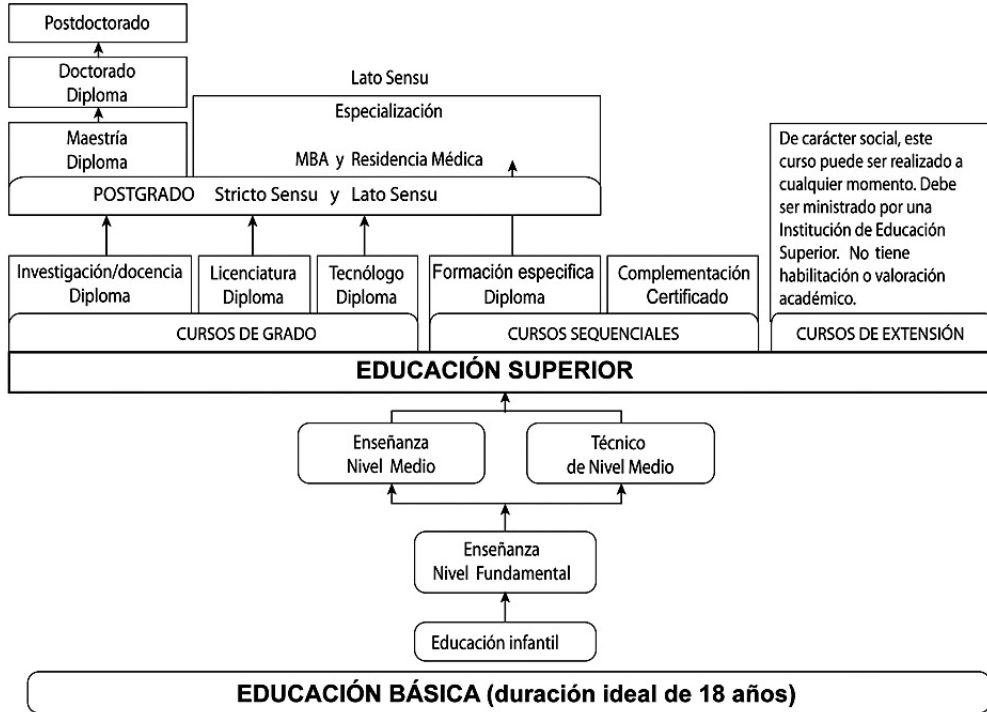 Postdoctorado
Doctorado
Diploma
Maestría
Diploma
Lato Sensu
Especialización
MBA y Residencia Médica
POSTGRADO Stricto Sensu y Lato Sensu
De carácter social, este
curso puede ser realizado a
cualquier momento. Debe
ser ministrado por una
Institución de Educación
Superior. No tiene
habilitación o valoración
académico.
Investigación/docencia
Diploma
Licenciatura
Diploma
Tecnólogo
Diploma
Formación especifica
Diploma
Complementación
Certificado
CURSOS DE GRADO
CURSOS SEQUENCIALES
CURSOS DE EXTENSIÓN
EDUCACIÓN SUPERIOR
Enseñanza
Nivel Medio
Técnico
de Nivel Medio
Enseñanza
Nivel Fundamental
Educación infantil
EDUCACIÓN BÁSICA (duración ideal de 18 años)